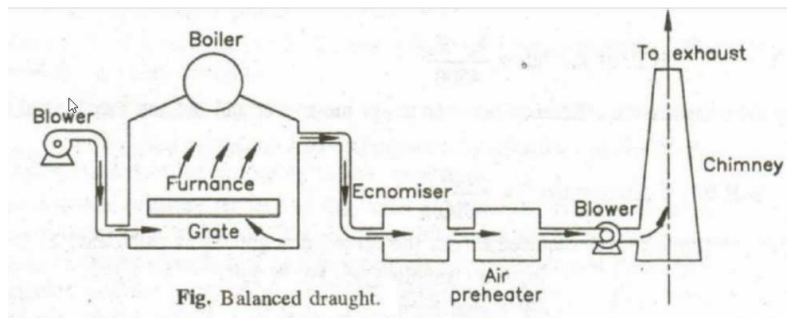 Boiler
To exhaust
Blower
Furnance
Chimney
Ecnomiser
Blower
Grate
Air
preheater
Fig. Balanced draught.